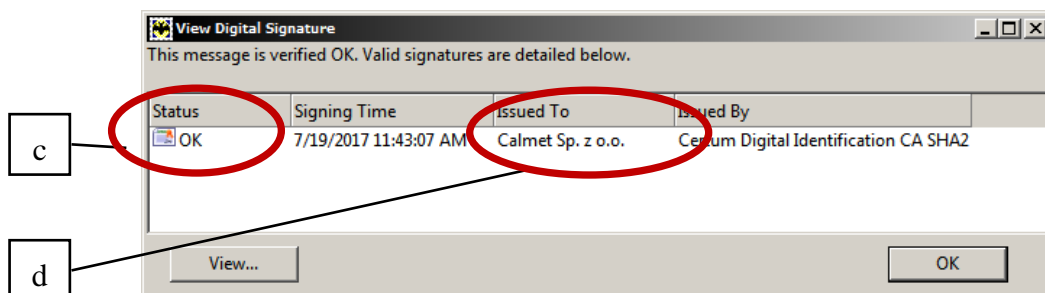 View Digital Signature
This message is verified OK. Valid signatures are detailed below.
Status Signing Time Issued To Issued By
OK 7/19/2017 11:43:07 AM Calmet Sp. z o.o. Certum Digital Identification CA SHA2
c
d
View... OK